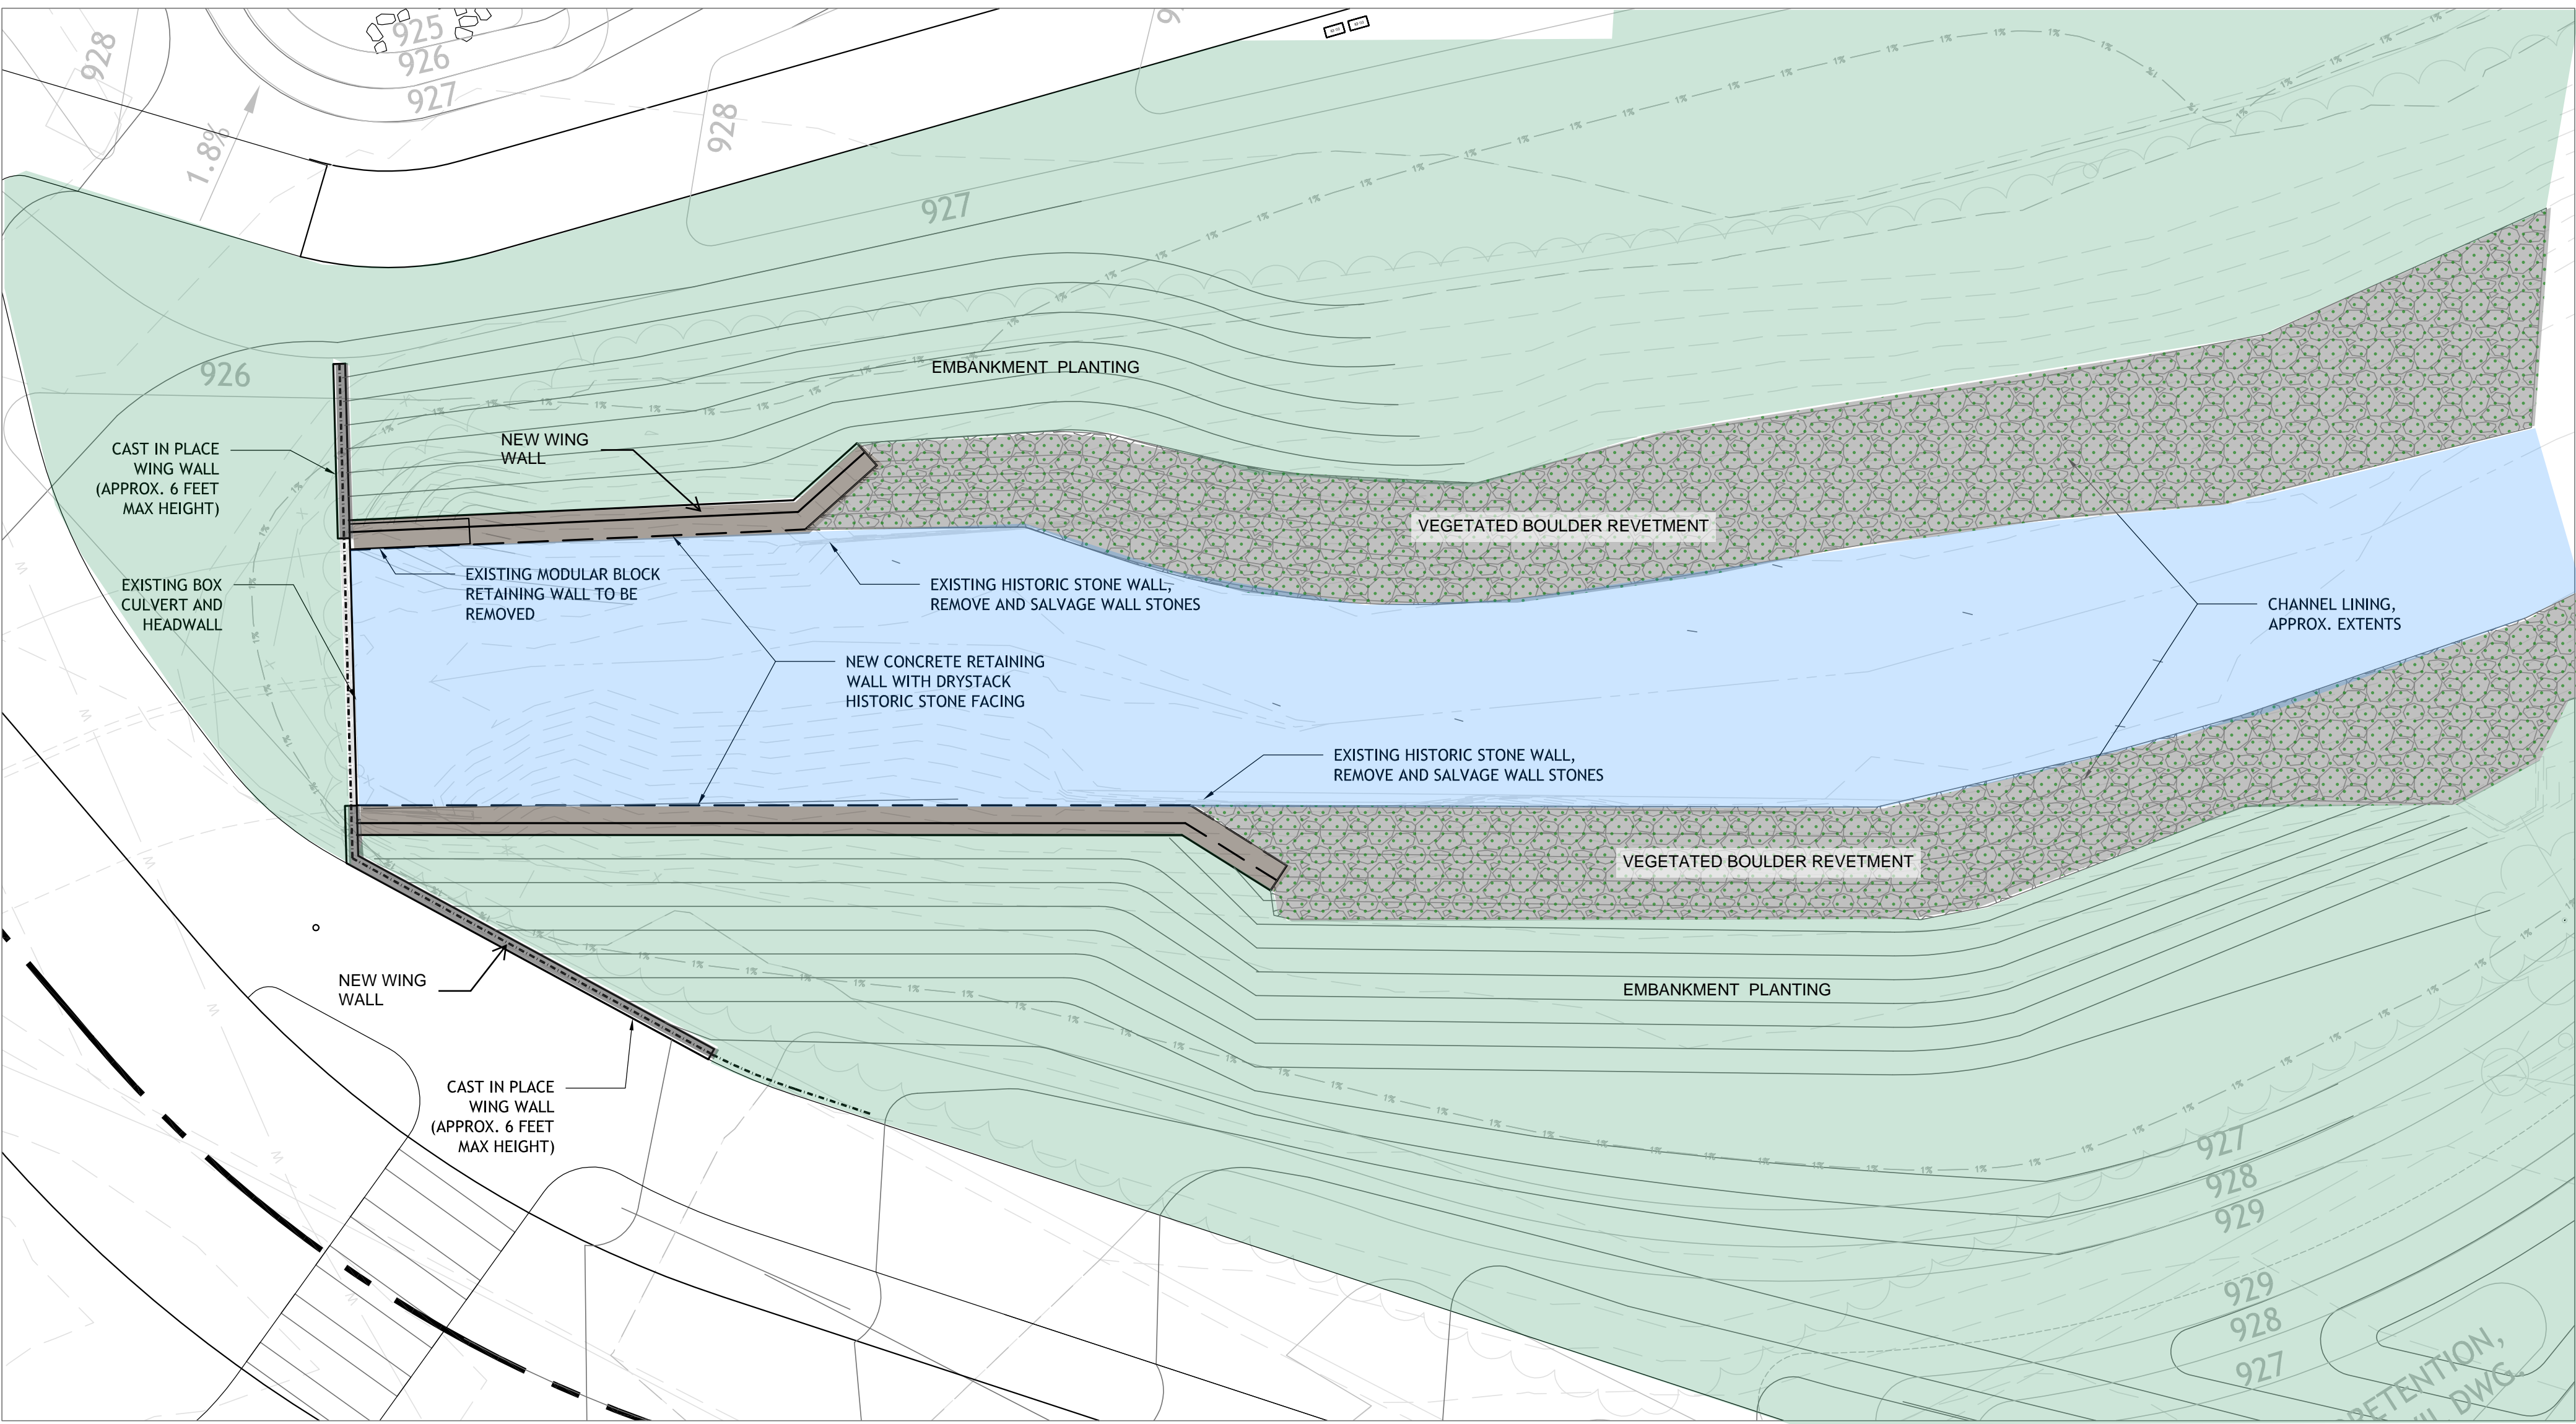 925
926
927
928
1.8%
928
927
926
EMBANKMENT PLANTING
NEW WING
WALL
CAST IN PLACE
WING WALL
(APPROX. 6 FEET
MAX HEIGHT)
VEGETATED BOULDER REVETMENT
EXISTING MODULAR BLOCK
RETAINING WALL TO BE
REMOVED
EXISTING HISTORIC STONE WALL,
REMOVE AND SALVAGE WALL STONES
EXISTING BOX
CULVERT AND
HEADWALL
CHANNEL LINING,
APPROX. EXTENTS
NEW CONCRETE RETAINING
WALL WITH DRYSTACK
HISTORIC STONE FACING
EXISTING HISTORIC STONE WALL,
REMOVE AND SALVAGE WALL STONES
VEGETATED BOULDER REVETMENT
NEW WING
WALL
EMBANKMENT PLANTING
CAST IN PLACE
WING WALL
(APPROX. 6 FEET
MAX HEIGHT)
927
928
929
929
928
927
DWG.